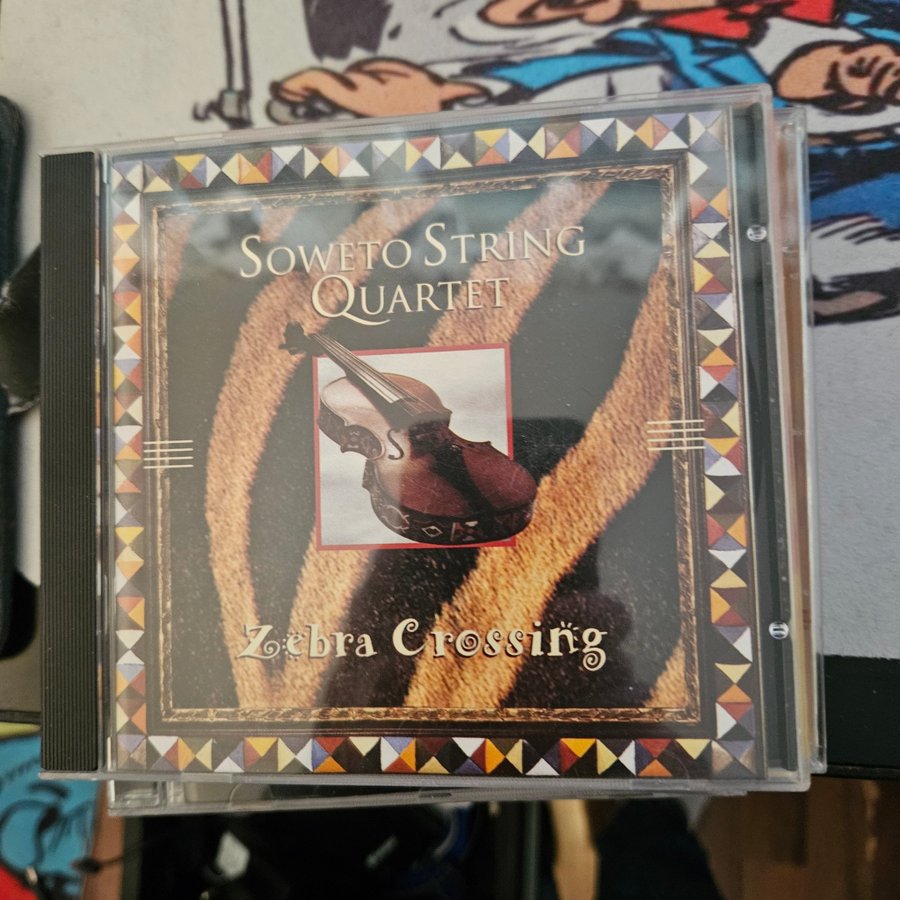 SOWETO STRING
QUARTET
Zebra Crossing